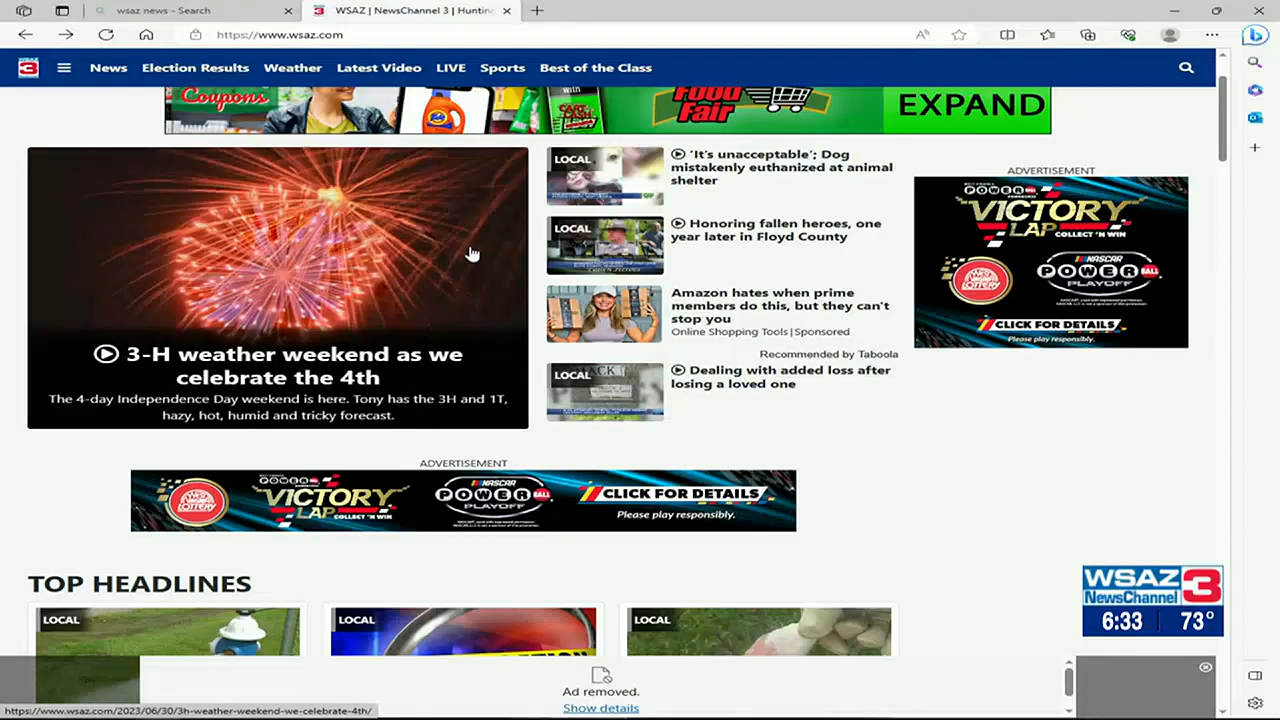 wsaz news - Search
WSAZ | NewsChannel 3 | Hunting
https://www.wsaz.com
News
Election Results
Weather
Latest Video
LIVE
Sports
Best of the Class
Coupons
with
FOOD
Fair
EXPAND
3-H weather weekend as we
celebrate the 4th
The 4-day Independence Day weekend is here. Tony has the 3H and 1T,
hazy, hot, humid and tricky forecast.
LOCAL
'It's unacceptable'; Dog
mistakenly euthanized at animal
shelter
LOCAL
Honoring fallen heroes, one
year later in Floyd County
Amazon hates when prime
members do this, but they can't
stop you
Online Shopping Tools | Sponsored
Recommended by Taboola
LOCAL
Dealing with added loss after
losing a loved one
ADVERTISEMENT
POWERBALL
VICTORY
LAP
COLLECT 'N WIN
NASCAR
POWERBALL
PLAYOFF
CLICK FOR DETAILS
Please play responsibly.
ADVERTISEMENT
VICTORY
LAP
COLLECT 'N WIN
NASCAR
POWERBALL
PLAYOFF
CLICK FOR DETAILS
Please play responsibly.
TOP HEADLINES
LOCAL
LOCAL
LOCAL
WSAZ 3
NewsChannel
6:33
73°
Ad removed.
Show details
https://www.wsaz.com/2023/06/30/3h-weather-weekend-we-celebrate-4th/